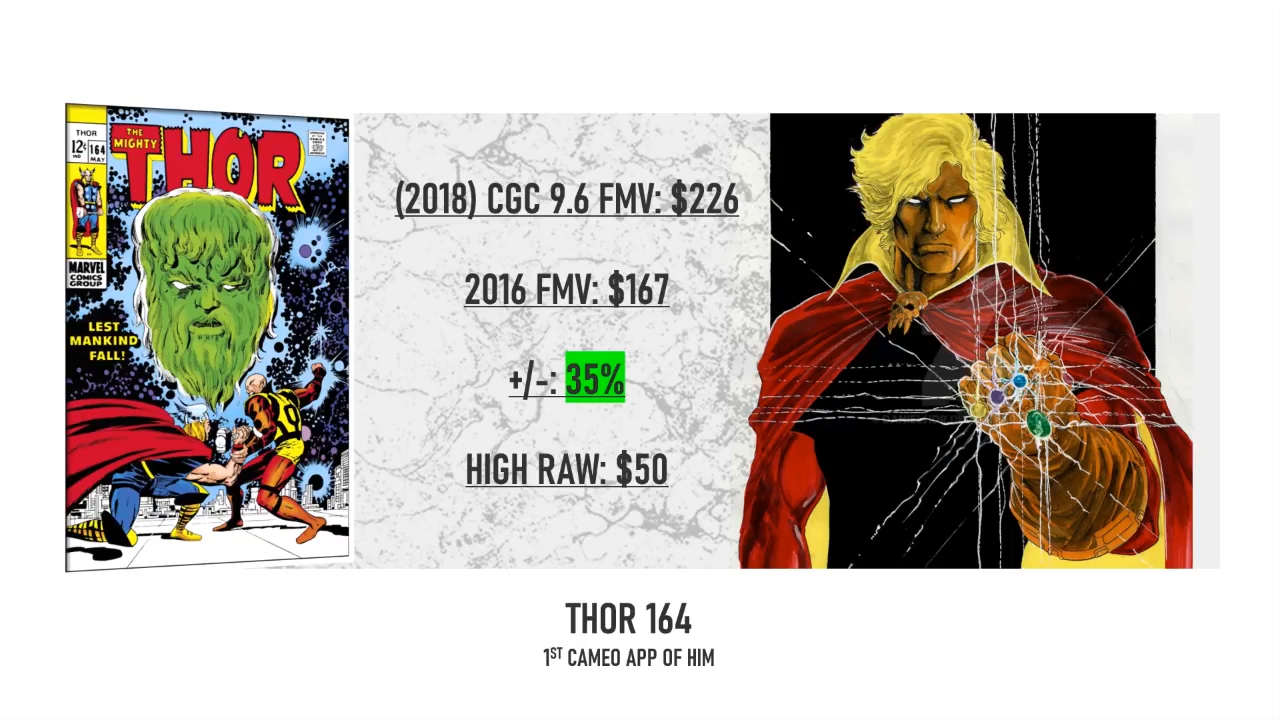 THOR
12¢ 164
IND MAY
THE
MIGHTY
THOR
MARVEL
COMICS
GROUP
LEST
MANKIND
FALL!
(2018) CGC 9.6 FMV: $226
2016 FMV: $167
+/-: 35%
HIGH RAW: $50
THOR 164
1ST CAMEO APP OF HIM